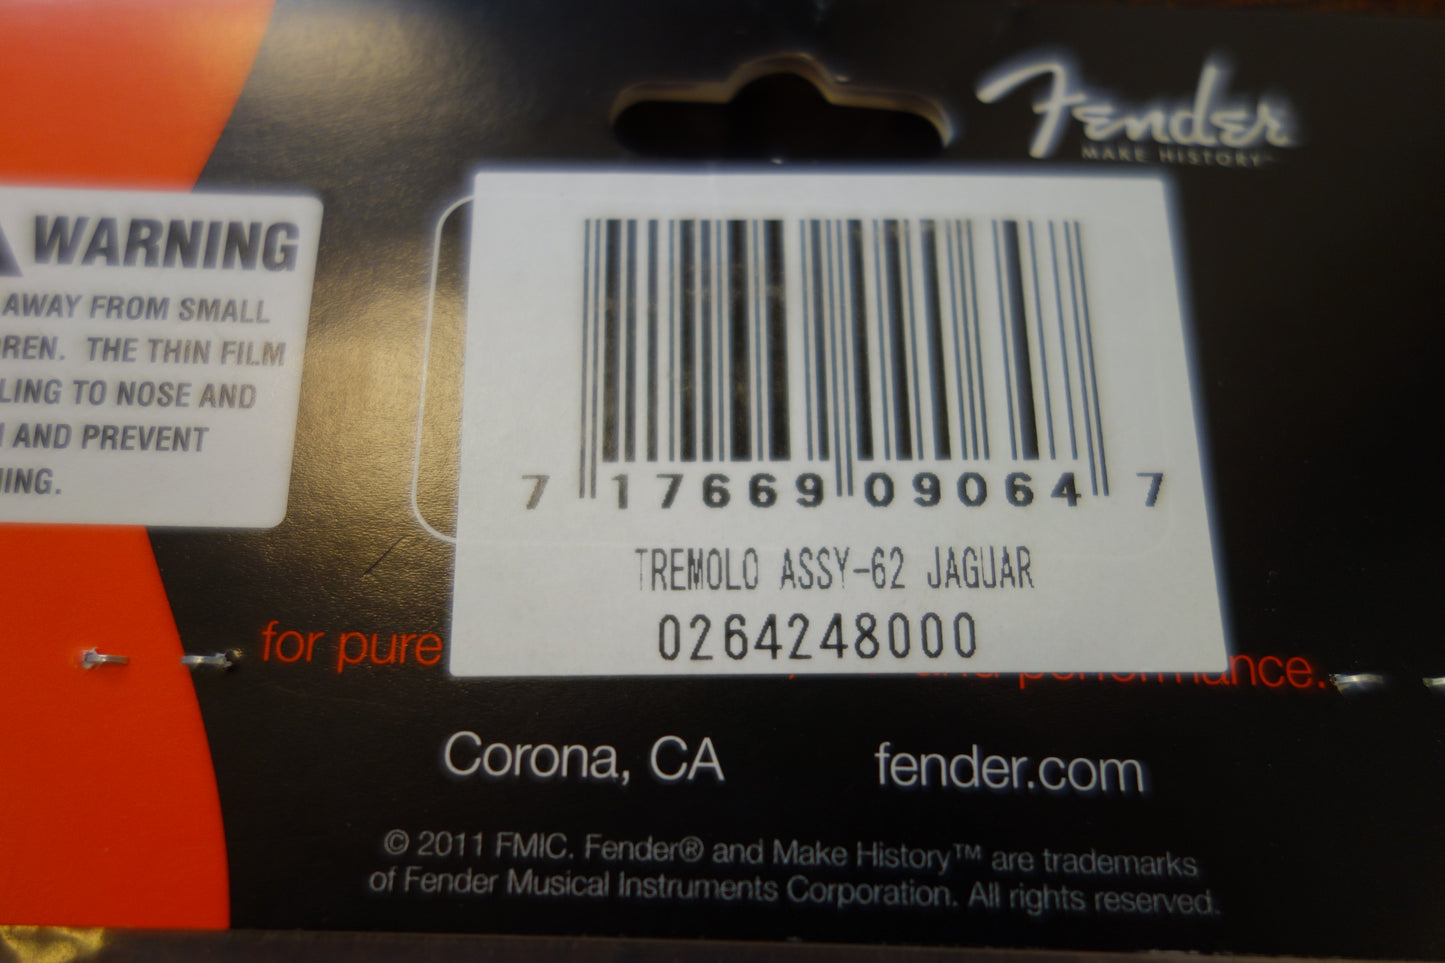 Fender
MAKE HISTORY™
WARNING
AWAY FROM SMALL
REN. THE THIN FILM
LING TO NOSE AND
AND PREVENT
ING.
7 17669 09064 7
TREMOLO ASSY-62 JAGUAR
0264248000
for pure performance.
Corona, CA fender.com
© 2011 FMIC. Fender® and Make History™ are trademarks
of Fender Musical Instruments Corporation. All rights reserved.